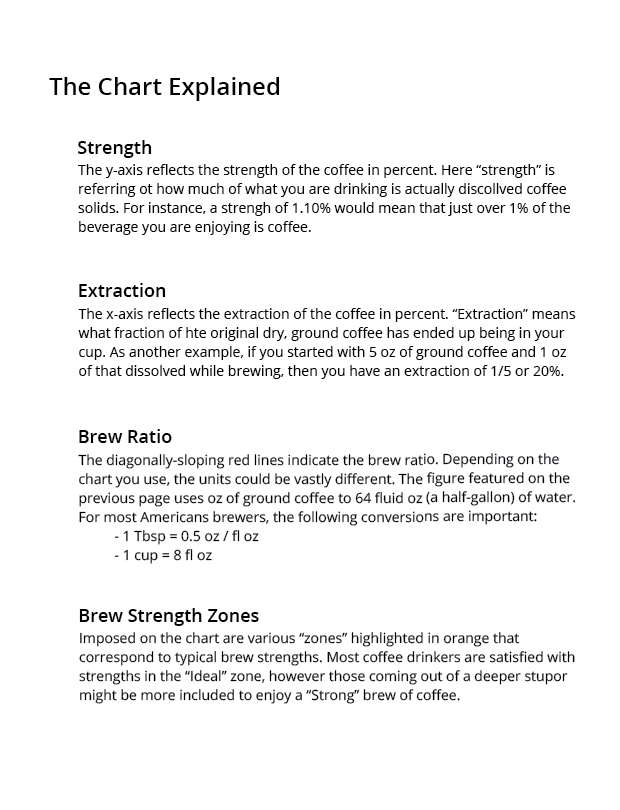 The Chart Explained
Strength
The y-axis reflects the strength of the coffee in percent. Here “strength” is
referring ot how much of what you are drinking is actually discollved coffee
solids. For instance, a strengh of 1.10% would mean that just over 1% of the
beverage you are enjoying is coffee.
Extraction
The x-axis reflects the extraction of the coffee in percent. “Extraction” means
what fraction of hte original dry, ground coffee has ended up being in your
cup. As another example, if you started with 5 oz of ground coffee and 1 oz
of that dissolved while brewing, then you have an extraction of 1/5 or 20%.
Brew Ratio
The diagonally-sloping red lines indicate the brew ratio. Depending on the
chart you use, the units could be vastly different. The figure featured on the
previous page uses oz of ground coffee to 64 fluid oz (a half-gallon) of water.
For most Americans brewers, the following conversions are important:
- 1 Tbsp = 0.5 oz / fl oz
- 1 cup = 8 fl oz
Brew Strength Zones
Imposed on the chart are various “zones” highlighted in orange that
correspond to typical brew strengths. Most coffee drinkers are satisfied with
strengths in the “Ideal” zone, however those coming out of a deeper stupor
might be more included to enjoy a “Strong” brew of coffee.